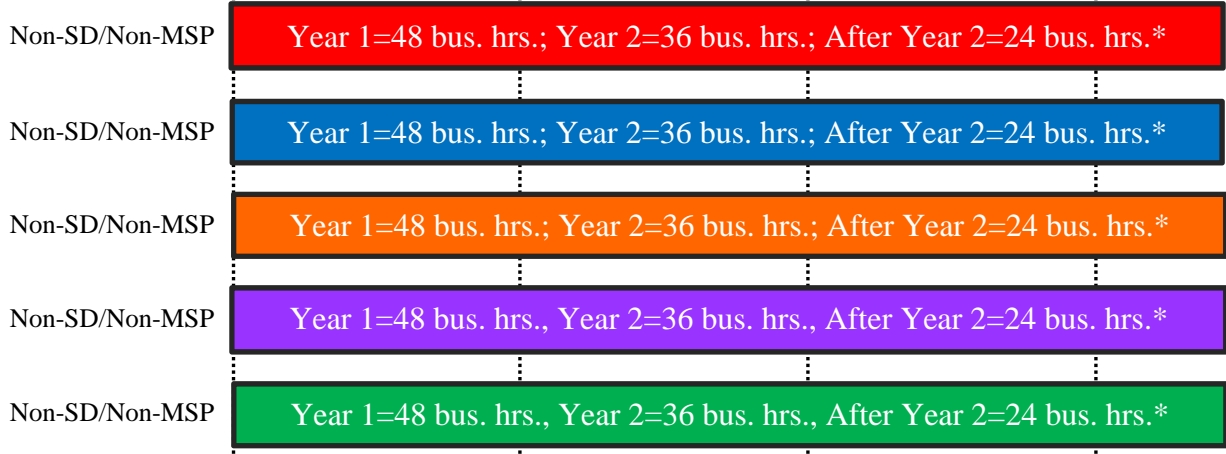 Non-SD/Non-MSP Year 1=48 bus. hrs.; Year 2=36 bus. hrs.; After Year 2=24 bus. hrs.*
Non-SD/Non-MSP Year 1=48 bus. hrs.; Year 2=36 bus. hrs.; After Year 2=24 bus. hrs.*
Non-SD/Non-MSP Year 1=48 bus. hrs.; Year 2=36 bus. hrs.; After Year 2=24 bus. hrs.*
Non-SD/Non-MSP Year 1=48 bus. hrs., Year 2=36 bus. hrs., After Year 2=24 bus. hrs.*
Non-SD/Non-MSP Year 1=48 bus. hrs., Year 2=36 bus. hrs., After Year 2=24 bus. hrs.*